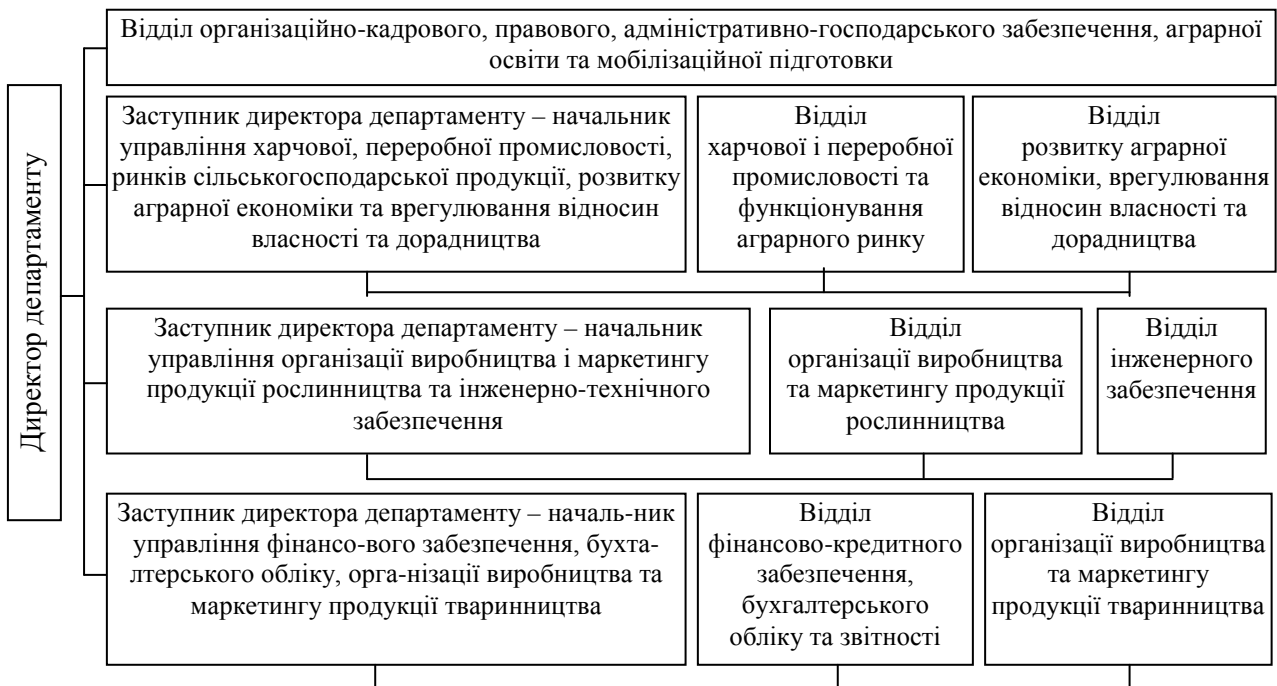 Відділ організаційно-кадрового, правового, адміністративно-господарського забезпечення, аграрної
освіти та мобілізаційної підготовки
Директор департаменту
Заступник директора департаменту – начальник
управління харчової, переробної промисловості,
ринків сільськогосподарської продукції, розвитку
аграрної економіки та врегулювання відносин
власності та дорадництва
Відділ
харчової і переробної
промисловості та
функціонування
аграрного ринку
Відділ
розвитку аграрної
економіки, врегулювання
відносин власності та
дорадництва
Заступник директора департаменту – начальник
управління організації виробництва і маркетингу
продукції рослинництва та інженерно-технічного
забезпечення
Відділ
організації виробництва
та маркетингу продукції
рослинництва
Відділ
інженерного
забезпечення
Заступник директора департаменту – началь-ник
управління фінансо-вого забезпечення, бухга-
лтерського обліку, орга-нізації виробництва та
маркетингу продукції тваринництва
Відділ
фінансово-кредитного
забезпечення,
бухгалтерського
обліку та звітності
Відділ
організації виробництва
та маркетингу
продукції тваринництва